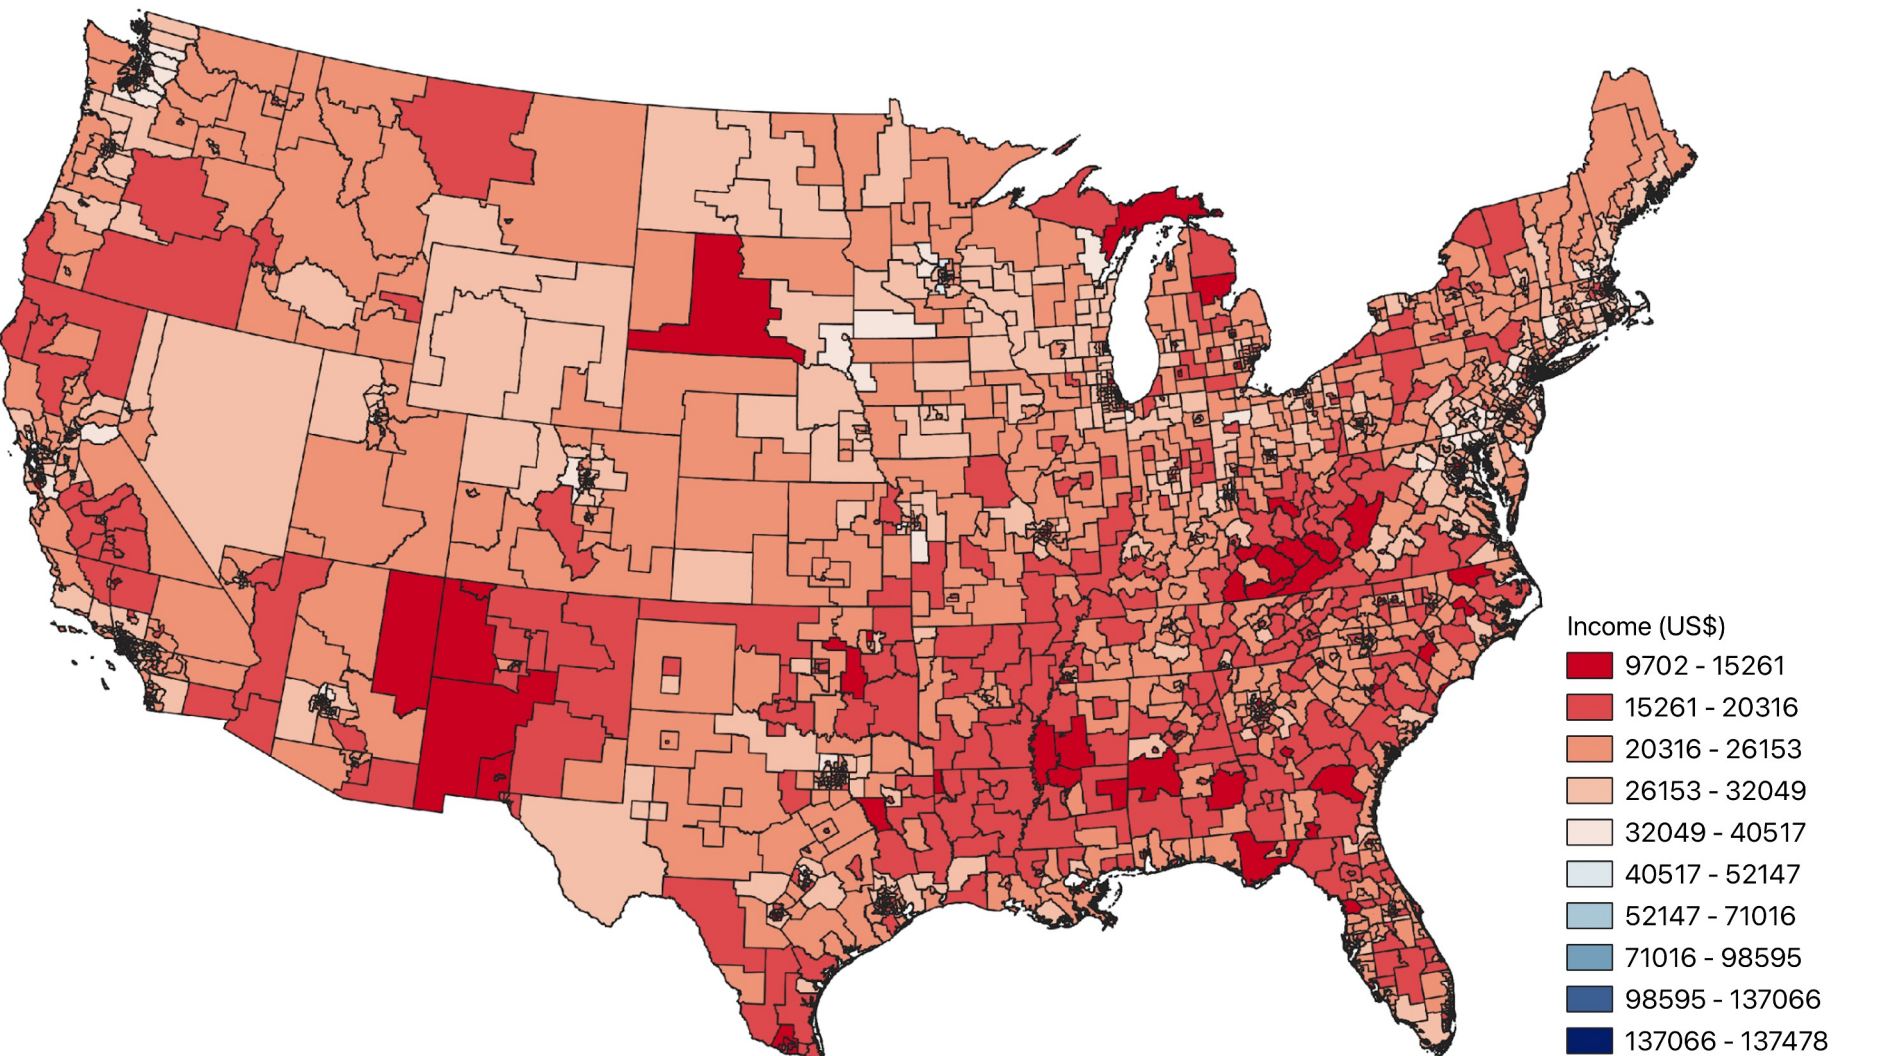 Income (US$)
9702 - 15261
15261 - 20316
20316 - 26153
26153 - 32049
32049 - 40517
40517 - 52147
52147 - 71016
71016 - 98595
98595 - 137066
137066 - 137478